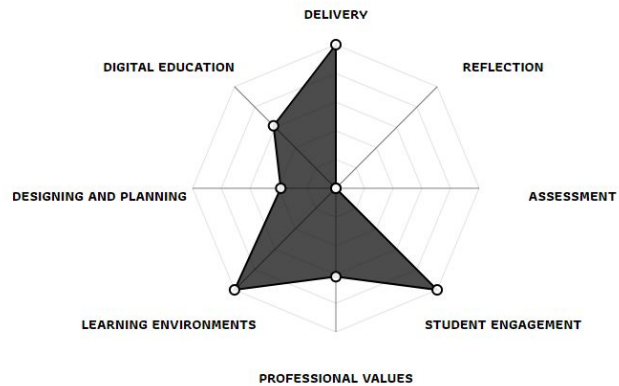 DELIVERY
DIGITAL EDUCATION
REFLECTION
DESIGNING AND PLANNING
ASSESSMENT
LEARNING ENVIRONMENTS
STUDENT ENGAGEMENT
PROFESSIONAL VALUES